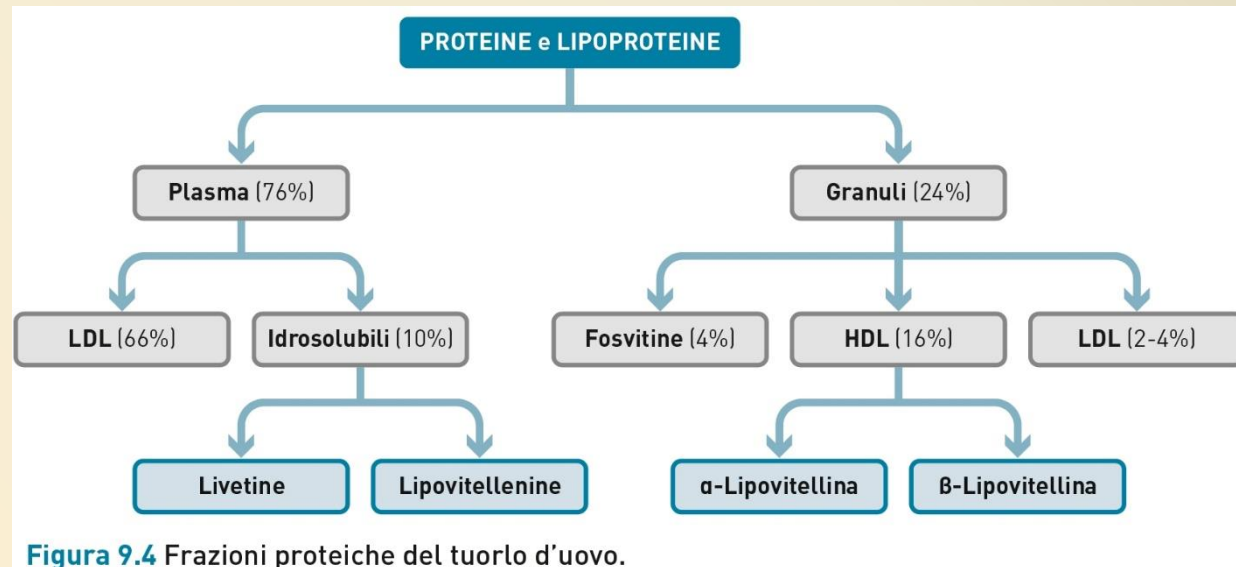 PROTEINE e LIPOPROTEINE
Plasma (76%)
Granuli (24%)
LDL (66%)
Idrosolubili (10%)
Fosvitine (4%)
HDL (16%)
LDL (2-4%)
Livetine
Lipovitellenine
α-Lipovitellina
β-Lipovitellina
Figura 9.4 Frazioni proteiche del tuorlo d'uovo.